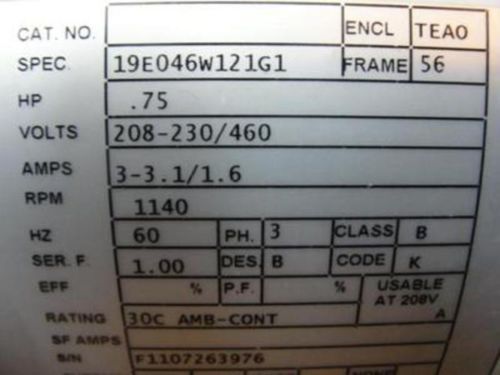 CAT. NO. ENCL TEAO
SPEC. 19E046W121G1 FRAME 56
HP .75
VOLTS 208-230/460
AMPS 3-3.1/1.6
RPM 1140
HZ 60 PH. 3 CLASS B
SER. F. 1.00 DES. B CODE K
EFF % P.F. % USABLE AT 208V A
RATING 30C AMB-CONT
SF AMPS
S/N F1107263976